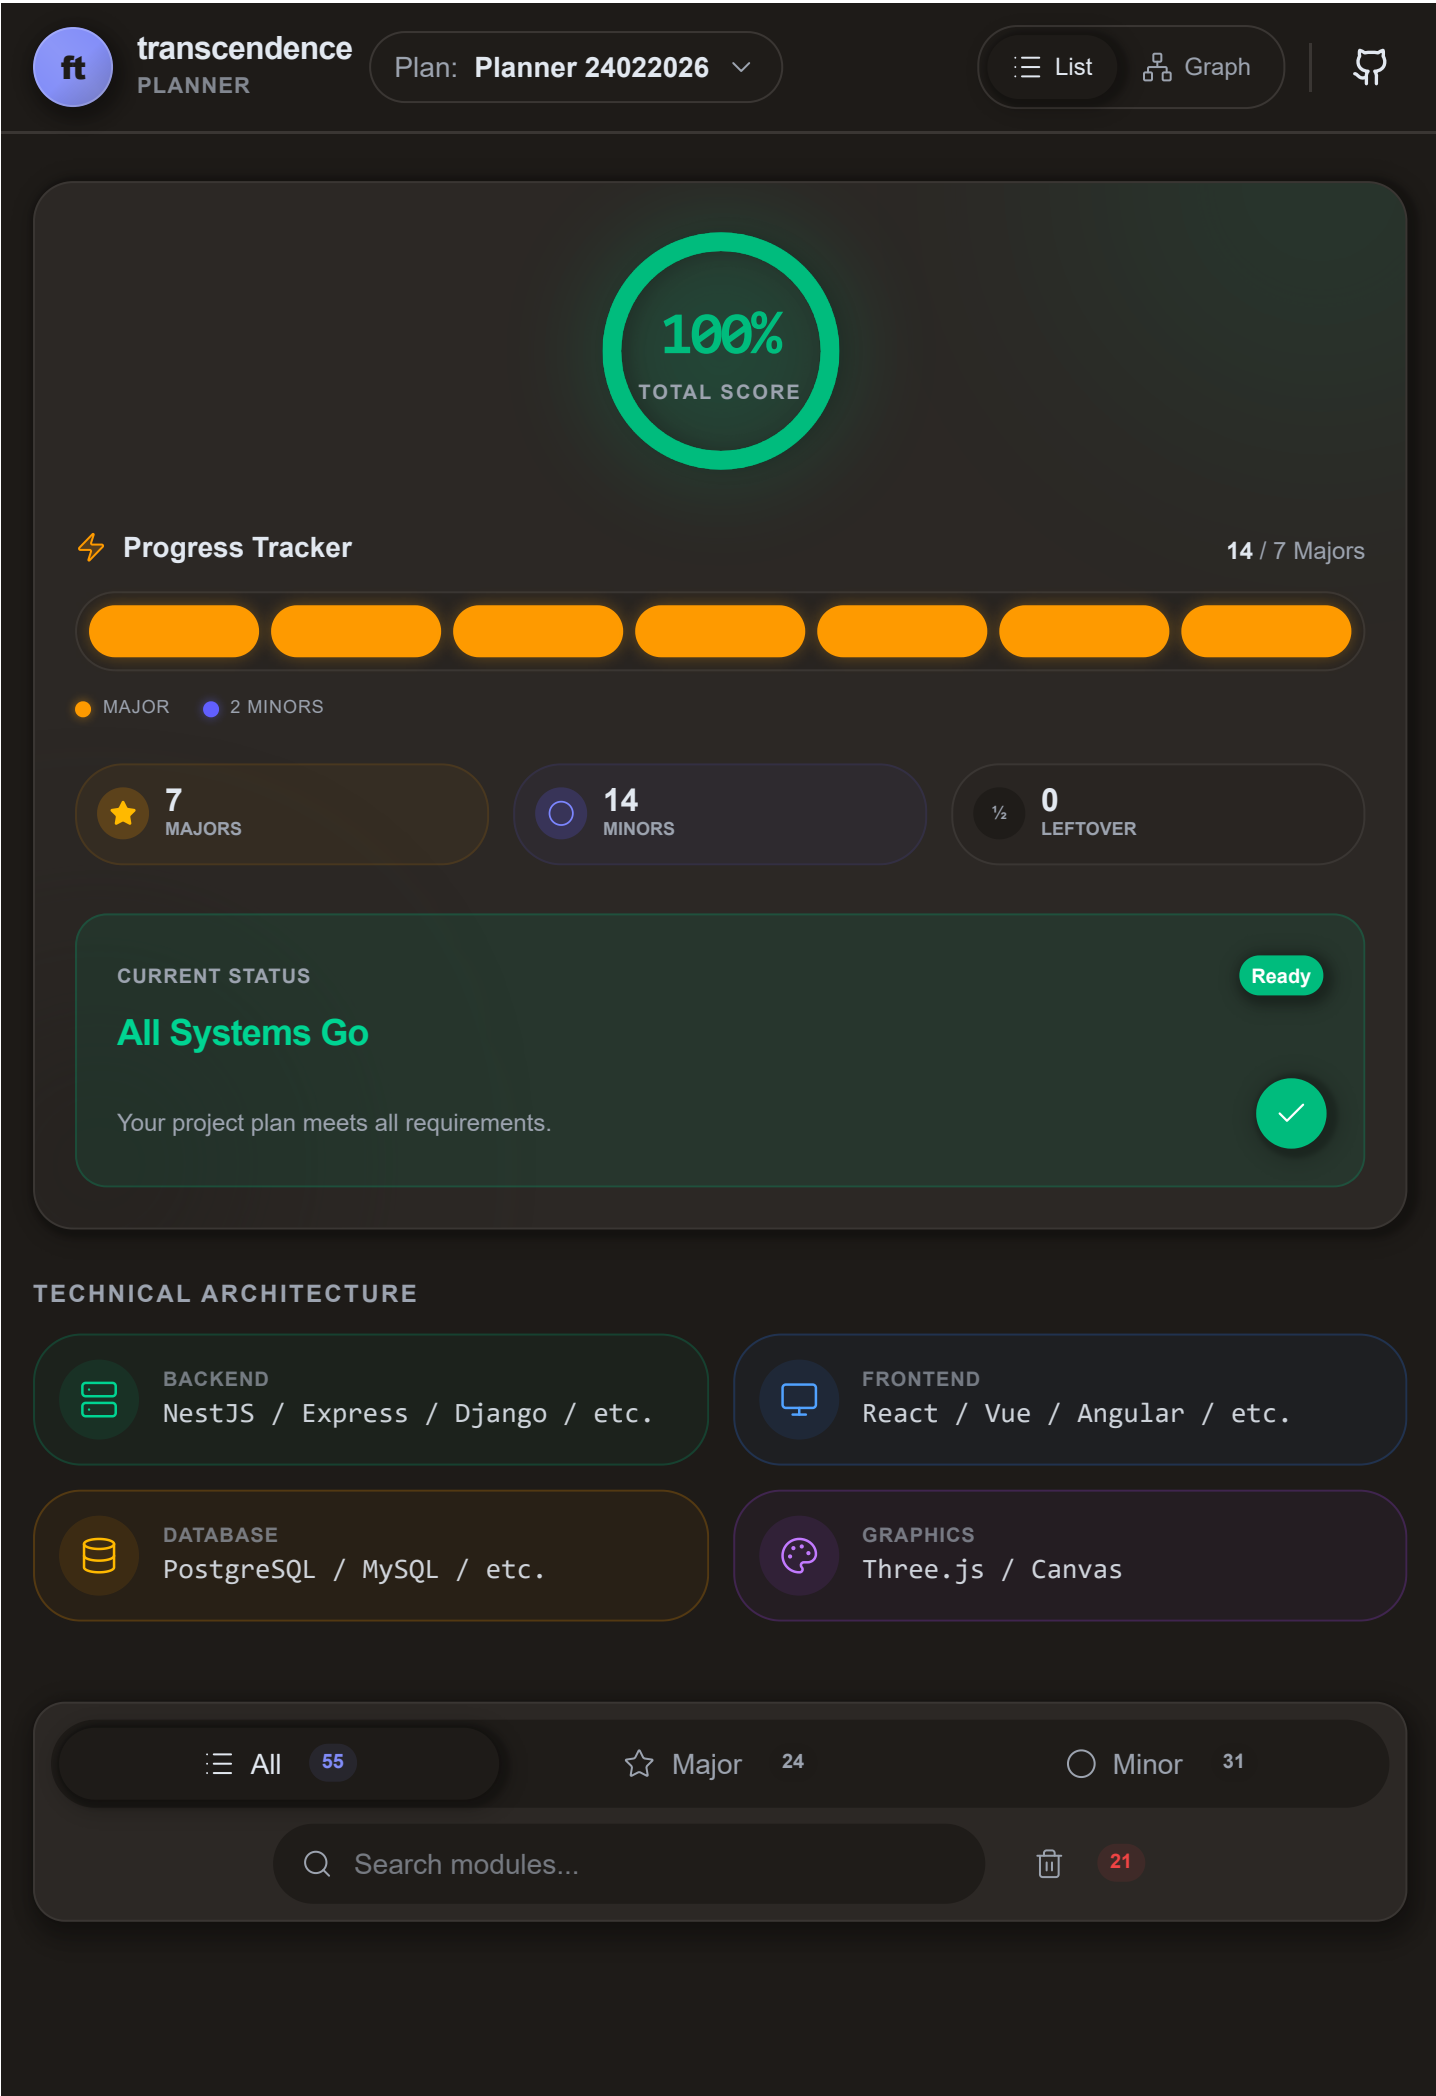 ft
transcendence
PLANNER
Plan: Planner 24022026
List
Graph
100%
TOTAL SCORE
Progress Tracker
14 / 7 Majors
MAJOR
2 MINORS
7
MAJORS
14
MINORS
½
0
LEFTOVER
CURRENT STATUS
Ready
All Systems Go
Your project plan meets all requirements.
TECHNICAL ARCHITECTURE
BACKEND
NestJS / Express / Django / etc.
FRONTEND
React / Vue / Angular / etc.
DATABASE
PostgreSQL / MySQL / etc.
GRAPHICS
Three.js / Canvas
All 55
Major 24
Minor 31
Search modules...
21